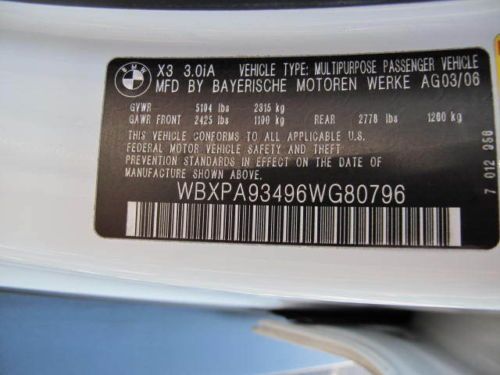 BMW
X3 3.0iA VEHICLE TYPE: MULTIPURPOSE PASSENGER VEHICLE
MFD BY BAYERISCHE MOTOREN WERKE AG03/06
GVWR 5104 lbs 2315 kg
GAWR FRONT 2425 lbs 1100 kg REAR 2778 lbs 1260 kg
THIS VEHICLE CONFORMS TO ALL APPLICABLE U.S.
FEDERAL MOTOR VEHICLE SAFETY AND THEFT
PREVENTION STANDARDS IN EFFECT ON THE DATE OF
MANUFACTURE SHOWN ABOVE.
WBXPA93496WG80796
7 012 956